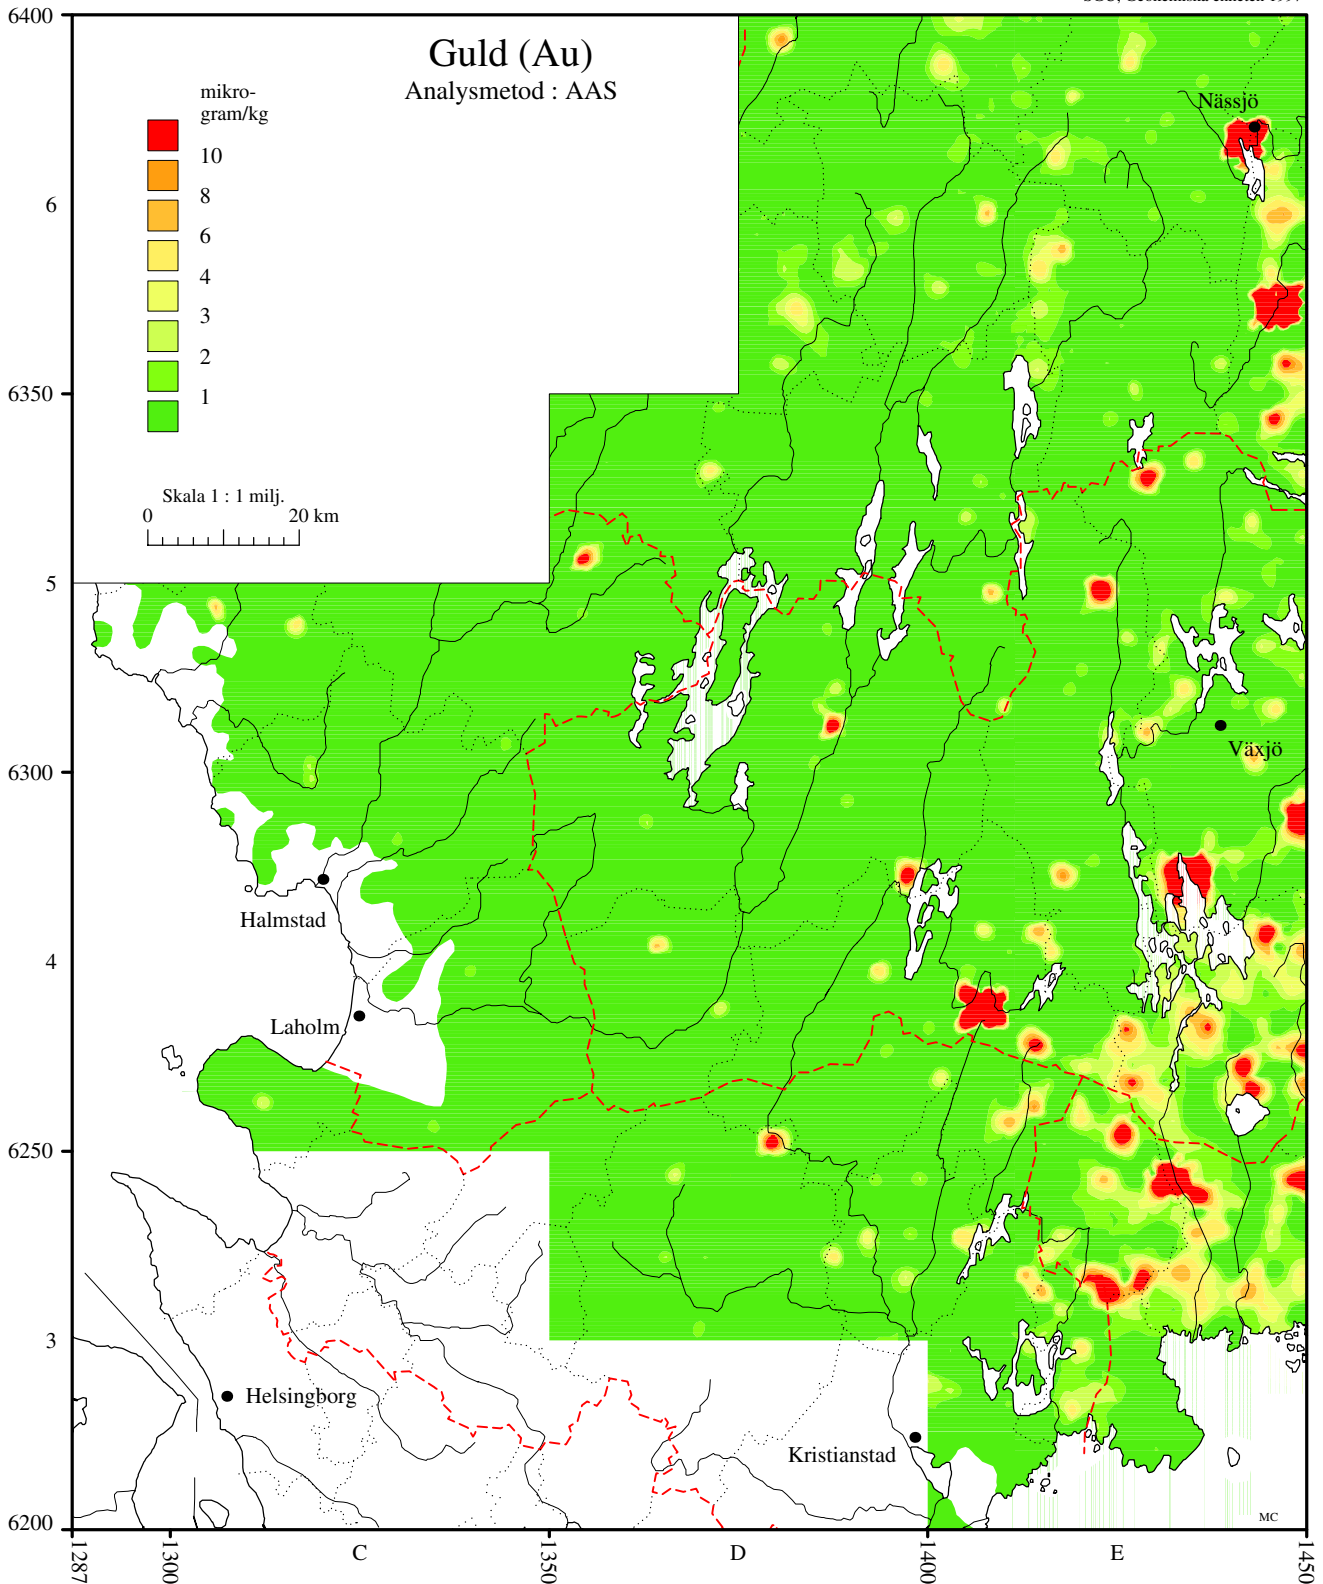 6400
Guld (Au)
Analysmetod : AAS
mikro-
gram/kg
10
8
6
4
3
2
1
Nässjö
6
6350
Skala 1 : 1 milj.
0 20 km
5
Växjö
6300
Halmstad
4
Laholm
6250
3
Helsingborg
Kristianstad
6200
MC
1287 1300 C 1350 D 1400 E 1450